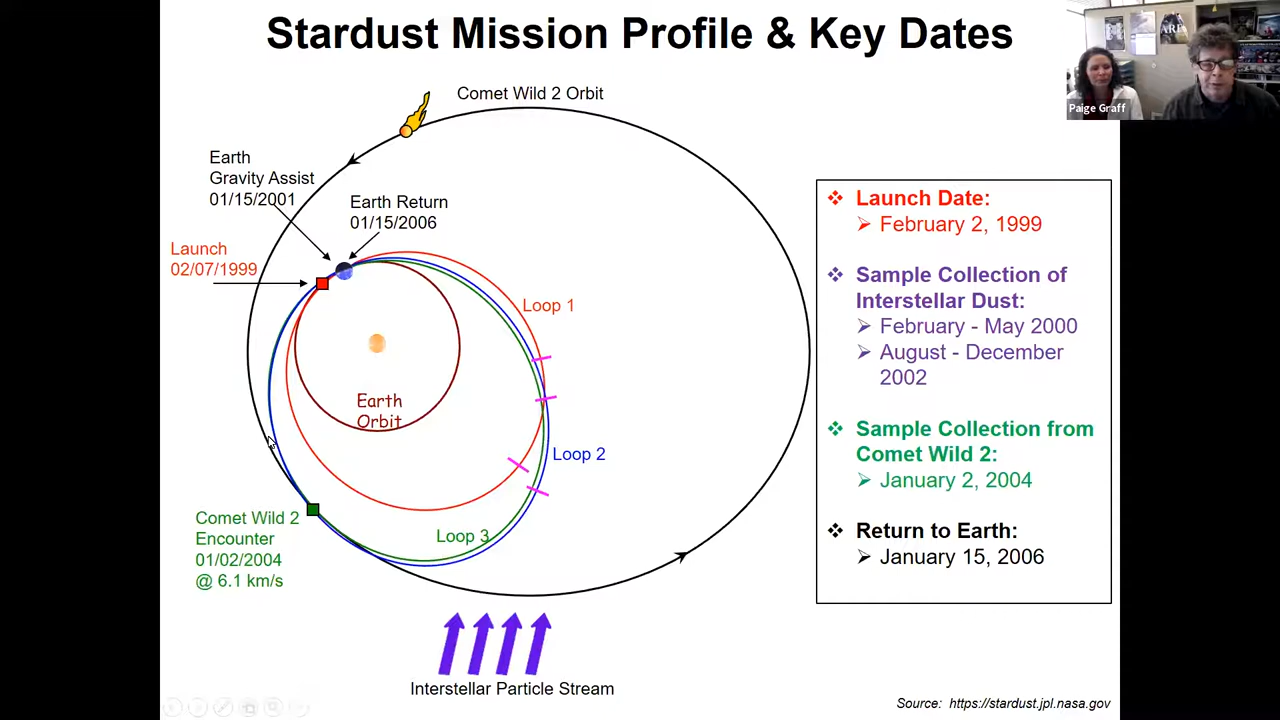 Stardust Mission Profile & Key Dates
Paige Graff
Comet Wild 2 Orbit
Earth
Gravity Assist
01/15/2001
Earth Return
01/15/2006
Launch
02/07/1999
Loop 1
Earth
Orbit
Loop 2
Loop 3
Comet Wild 2
Encounter
01/02/2004
@ 6.1 km/s
Interstellar Particle Stream
❖ Launch Date:
➢ February 2, 1999
❖ Sample Collection of
Interstellar Dust:
➢ February - May 2000
➢ August - December
2002
❖ Sample Collection from
Comet Wild 2:
➢ January 2, 2004
❖ Return to Earth:
➢ January 15, 2006
Source: https://stardust.jpl.nasa.gov